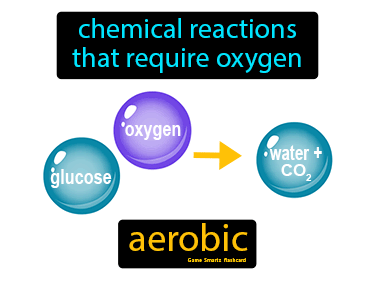 chemical reactions
that require oxygen
oxygen
glucose
water +
CO₂
aerobic
Game Smartz flashcard